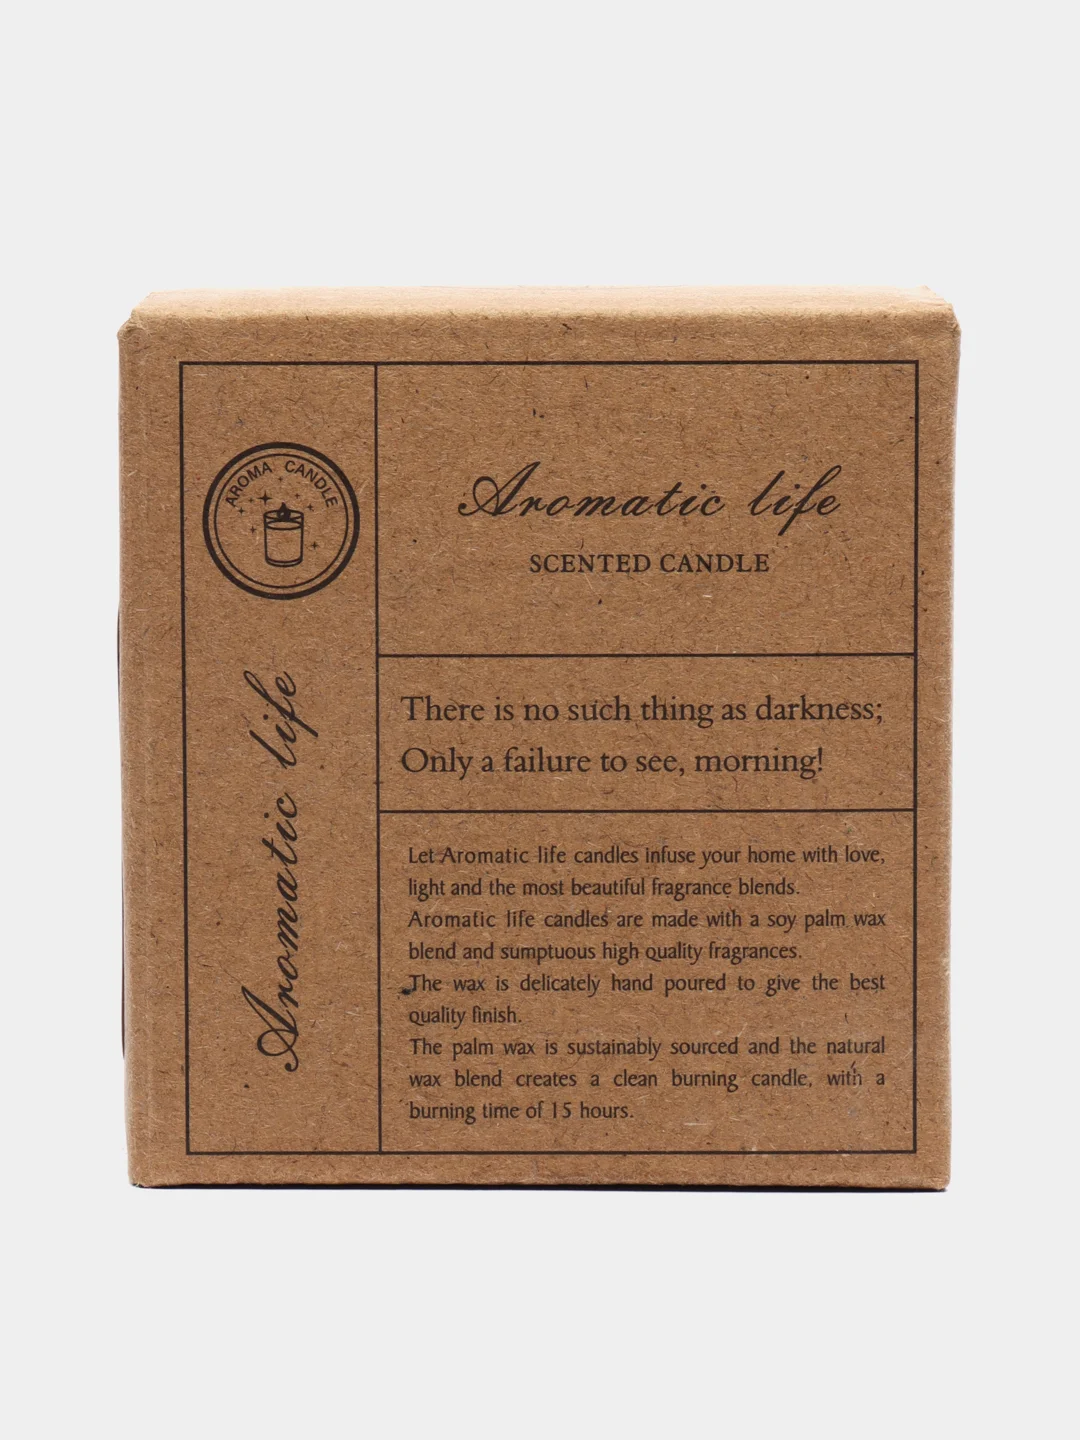 AROMA CANDLE
Aromatic life
Aromatic life
SCENTED CANDLE
There is no such thing as darkness;
Only a failure to see, morning!
Let Aromatic life candles infuse your home with love,
light and the most beautiful fragrance blends.
Aromatic life candles are made with a soy palm wax
blend and sumptuous high quality fragrances.
The wax is delicately hand poured to give the best
quality finish.
The palm wax is sustainably sourced and the natural
wax blend creates a clean burning candle, with a
burning time of 15 hours.